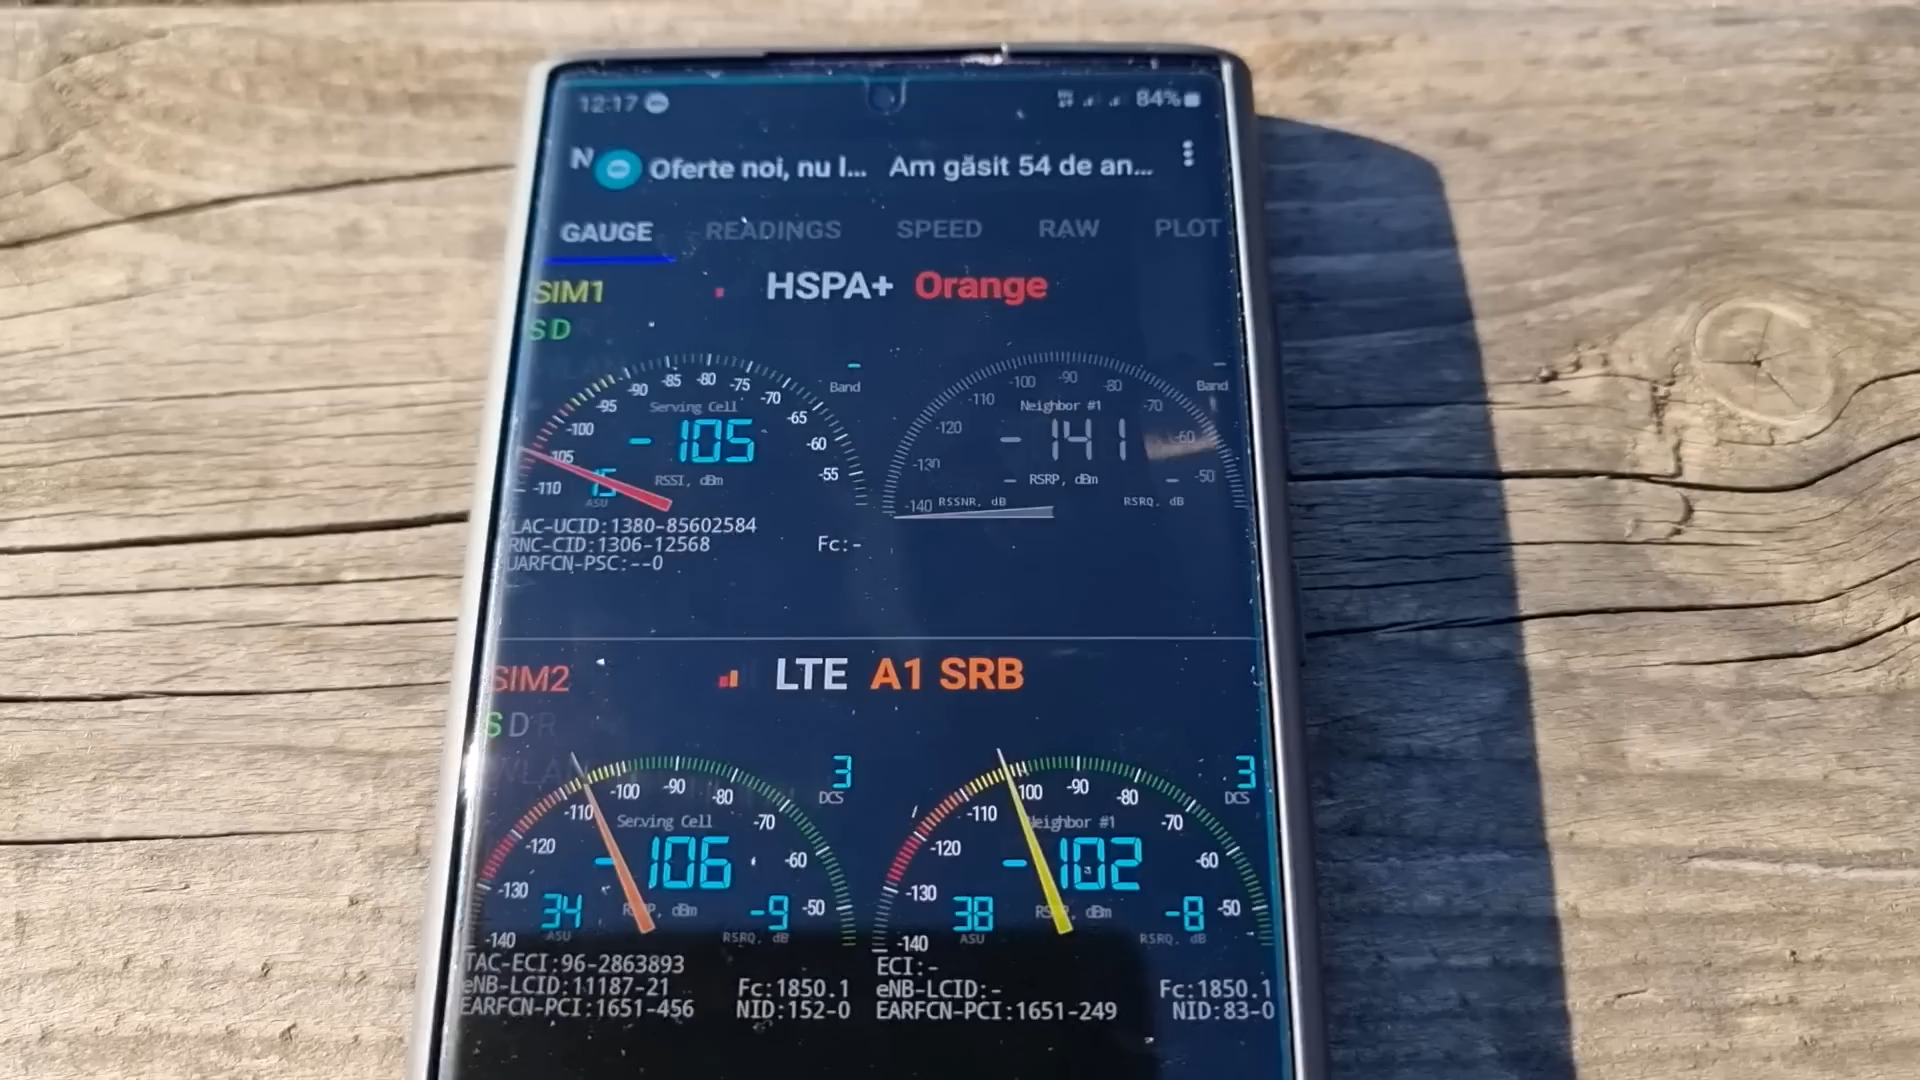 12:17 84%
N Oferte noi, nu l... Am găsit 54 de an...
GAUGE READINGS SPEED RAW PLOT
SIM1 HSPA+ Orange
S D R
-110 -105 -100 -95 -90 -85 -80 -75 -70 -65 -60 -55
Band
Serving Cell
-105
RSSI, dBm
15
ASU
LAC-UCID:1380-85602584
RNC-CID:1306-12568
Fc:-
UARFCN-PSC:--0
-140 -130 -120 -110 -100 -90 -80 -70 -60 -50
Band
Neighbor #1
-141
- RSRP, dBm -
RSSNR, dB RSRQ, dB
SIM2 LTE A1 SRB
S D R
WLAN
-140 -130 -120 -110 -100 -90 -80 -70 -60 -50
3
DCS
Serving Cell
-106
34 RSRP, dBm -9
ASU RSRQ, dB
TAC-ECI:96-2863893
eNB-LCID:11187-21 Fc:1850.1
EARFCN-PCI:1651-456 NID:152-0
-140 -130 -120 -110 -100 -90 -80 -70 -60 -50
3
DCS
Neighbor #1
-102
38 RSRP, dBm -8
ASU RSRQ, dB
ECI:-
eNB-LCID:- Fc:1850.1
EARFCN-PCI:1651-249 NID:83-0